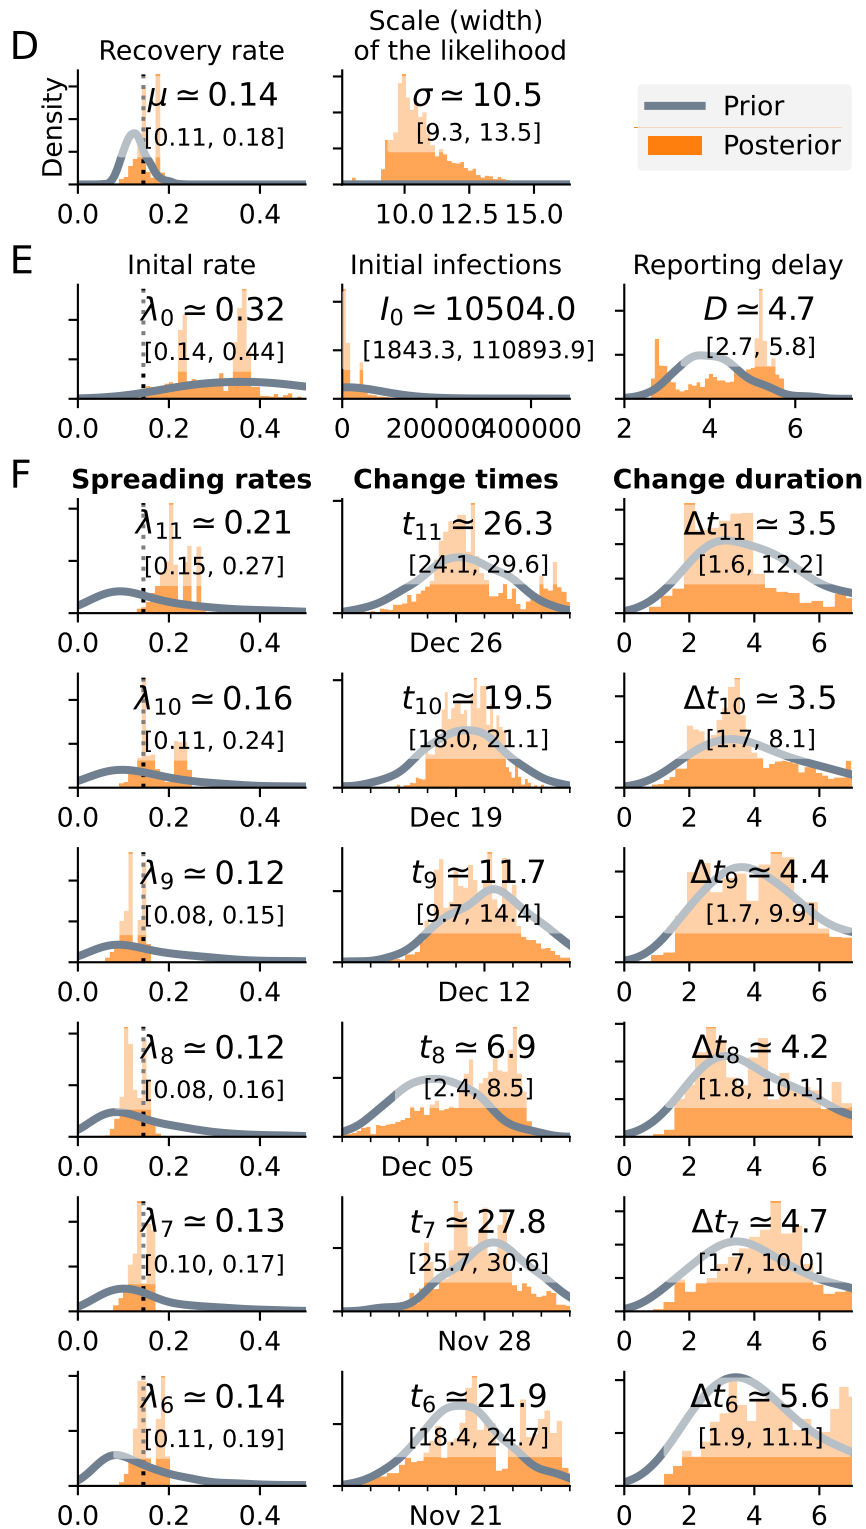 D
Recovery rate
Scale (width)
of the likelihood
Density
μ ≃ 0.14
[0.11, 0.18]
σ ≃ 10.5
[9.3, 13.5]
Prior
Posterior
0.0 0.2 0.4
10.0 12.5 15.0
E
Inital rate
Initial infections
Reporting delay
λ0 ≃ 0.32
[0.14, 0.44]
I0 ≃ 10504.0
[1843.3, 110893.9]
D ≃ 4.7
[2.7, 5.8]
0.0 0.2 0.4
0 200000 400000
2 4 6
F
Spreading rates
Change times
Change duration
λ11 ≃ 0.21
[0.15, 0.27]
t11 ≃ 26.3
[24.1, 29.6]
Δt11 ≃ 3.5
[1.6, 12.2]
0.0 0.2 0.4
Dec 26
0 2 4 6
λ10 ≃ 0.16
[0.11, 0.24]
t10 ≃ 19.5
[18.0, 21.1]
Δt10 ≃ 3.5
[1.7, 8.1]
0.0 0.2 0.4
Dec 19
0 2 4 6
λ9 ≃ 0.12
[0.08, 0.15]
t9 ≃ 11.7
[9.7, 14.4]
Δt9 ≃ 4.4
[1.7, 9.9]
0.0 0.2 0.4
Dec 12
0 2 4 6
λ8 ≃ 0.12
[0.08, 0.16]
t8 ≃ 6.9
[2.4, 8.5]
Δt8 ≃ 4.2
[1.8, 10.1]
0.0 0.2 0.4
Dec 05
0 2 4 6
λ7 ≃ 0.13
[0.10, 0.17]
t7 ≃ 27.8
[25.7, 30.6]
Δt7 ≃ 4.7
[1.7, 10.0]
0.0 0.2 0.4
Nov 28
0 2 4 6
λ6 ≃ 0.14
[0.11, 0.19]
t6 ≃ 21.9
[18.4, 24.7]
Δt6 ≃ 5.6
[1.9, 11.1]
0.0 0.2 0.4
Nov 21
0 2 4 6